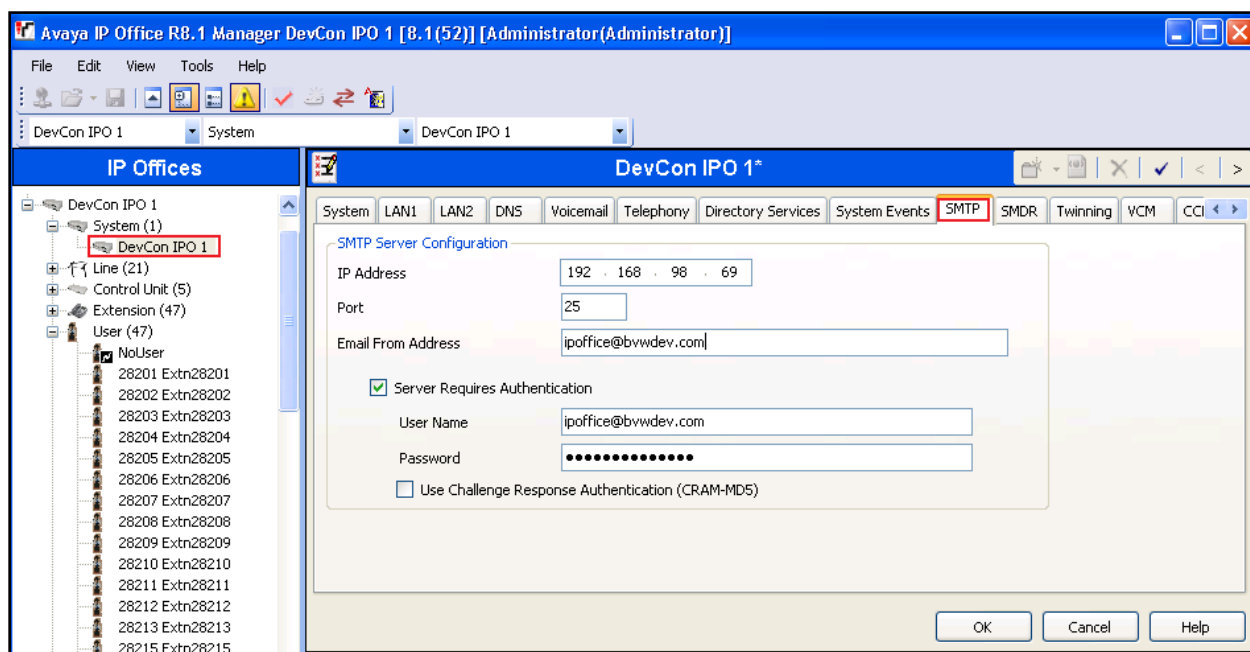 Avaya IP Office R8.1 Manager DevCon IPO 1 [8.1(52)] [Administrator(Administrator)]
File Edit View Tools Help
DevCon IPO 1 System DevCon IPO 1
IP Offices
DevCon IPO 1
System (1)
DevCon IPO 1
Line (21)
Control Unit (5)
Extension (47)
User (47)
NoUser
28201 Extn28201
28202 Extn28202
28203 Extn28203
28204 Extn28204
28205 Extn28205
28206 Extn28206
28207 Extn28207
28208 Extn28208
28209 Extn28209
28210 Extn28210
28211 Extn28211
28212 Extn28212
28213 Extn28213
28215 Extn28215
DevCon IPO 1*
System LAN1 LAN2 DNS Voicemail Telephony Directory Services System Events SMTP SMDR Twinning VCM
SMTP Server Configuration
IP Address 192 . 168 . 98 . 69
Port 25
Email From Address ipoffice@bvwdev.com
Server Requires Authentication
User Name ipoffice@bvwdev.com
Password ••••••••••••••
Use Challenge Response Authentication (CRAM-MD5)
OK Cancel Help